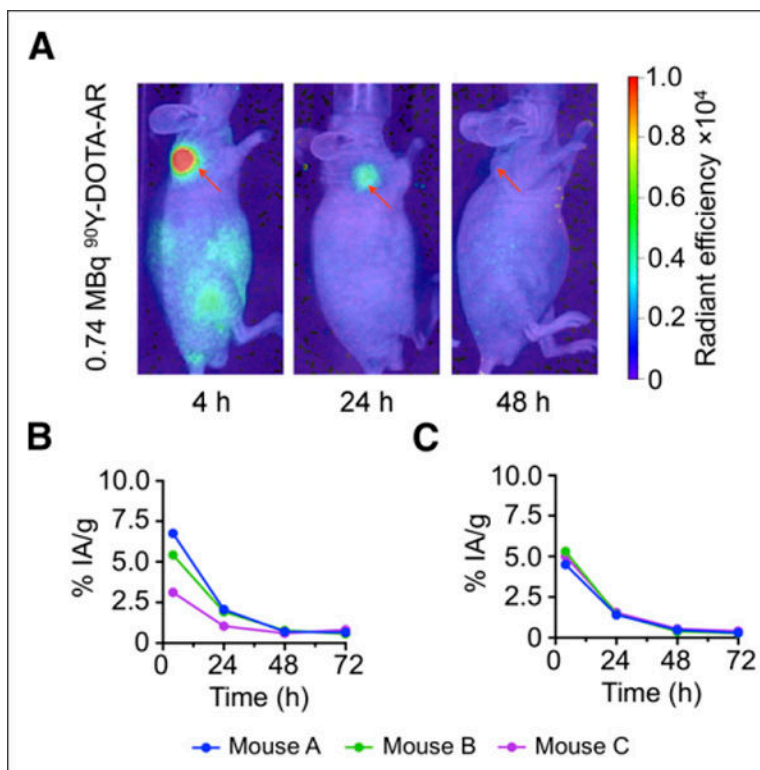 A
0.74 MBq ⁹⁰Y-DOTA-AR
4 h
24 h
48 h
1.0
0.8
0.6
0.4
0.2
0
Radiant efficiency ×10⁴
B
% IA/g
10.0
7.5
5.0
2.5
0
0 24 48 72
Time (h)
C
% IA/g
10.0
7.5
5.0
2.5
0
0 24 48 72
Time (h)
Mouse A Mouse B Mouse C